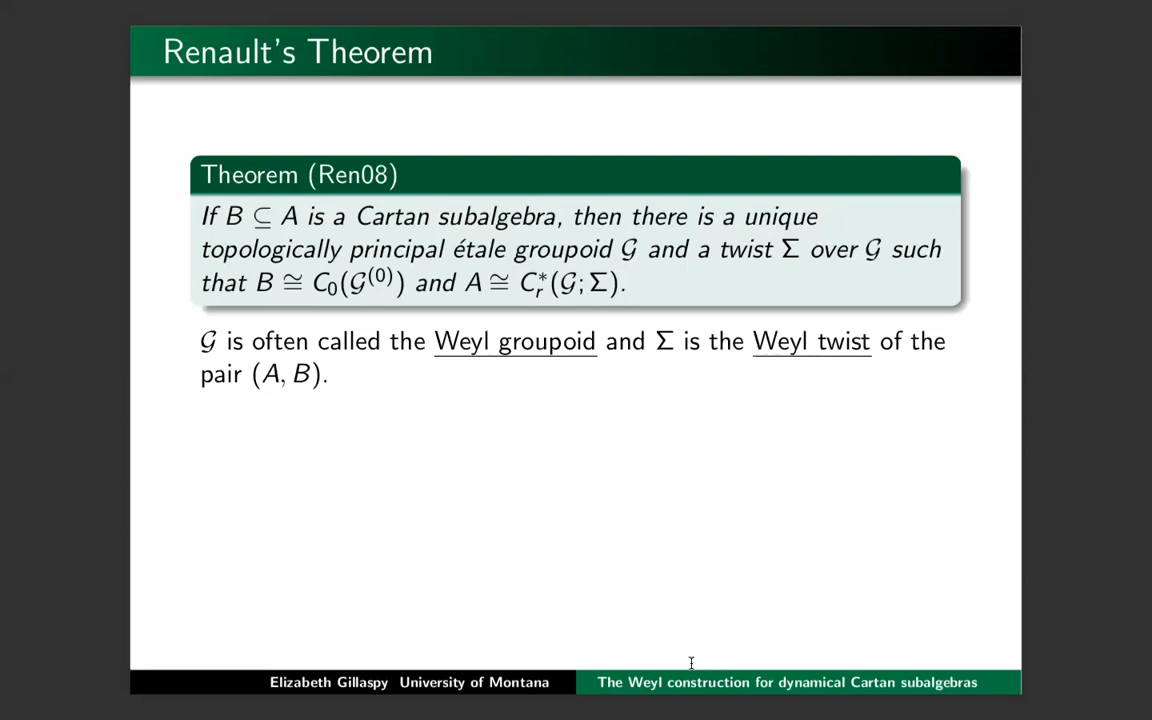 Renault's Theorem
Theorem (Ren08)
If B ⊆ A is a Cartan subalgebra, then there is a unique
topologically principal étale groupoid 𝒢 and a twist Σ over 𝒢 such
that B ≅ C₀(𝒢⁽⁰⁾) and A ≅ C*ᵣ(𝒢; Σ).
𝒢 is often called the Weyl groupoid and Σ is the Weyl twist of the
pair (A, B).
Elizabeth Gillaspy University of Montana
The Weyl construction for dynamical Cartan subalgebras